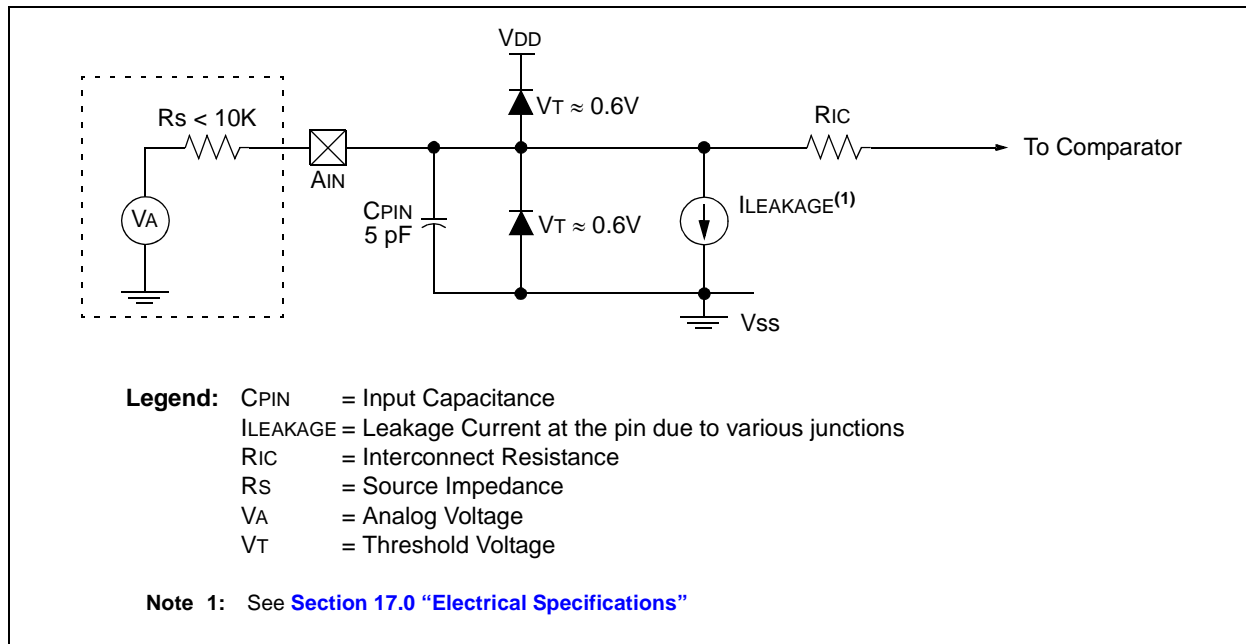 VDD
VT ≈ 0.6V
Rs < 10K
RIC
AIN
To Comparator
VA
CPIN
5 pF
VT ≈ 0.6V
ILEAKAGE(1)
Vss
Legend: CPIN = Input Capacitance
ILEAKAGE = Leakage Current at the pin due to various junctions
RIC = Interconnect Resistance
RS = Source Impedance
VA = Analog Voltage
VT = Threshold Voltage
Note 1: See Section 17.0 “Electrical Specifications”